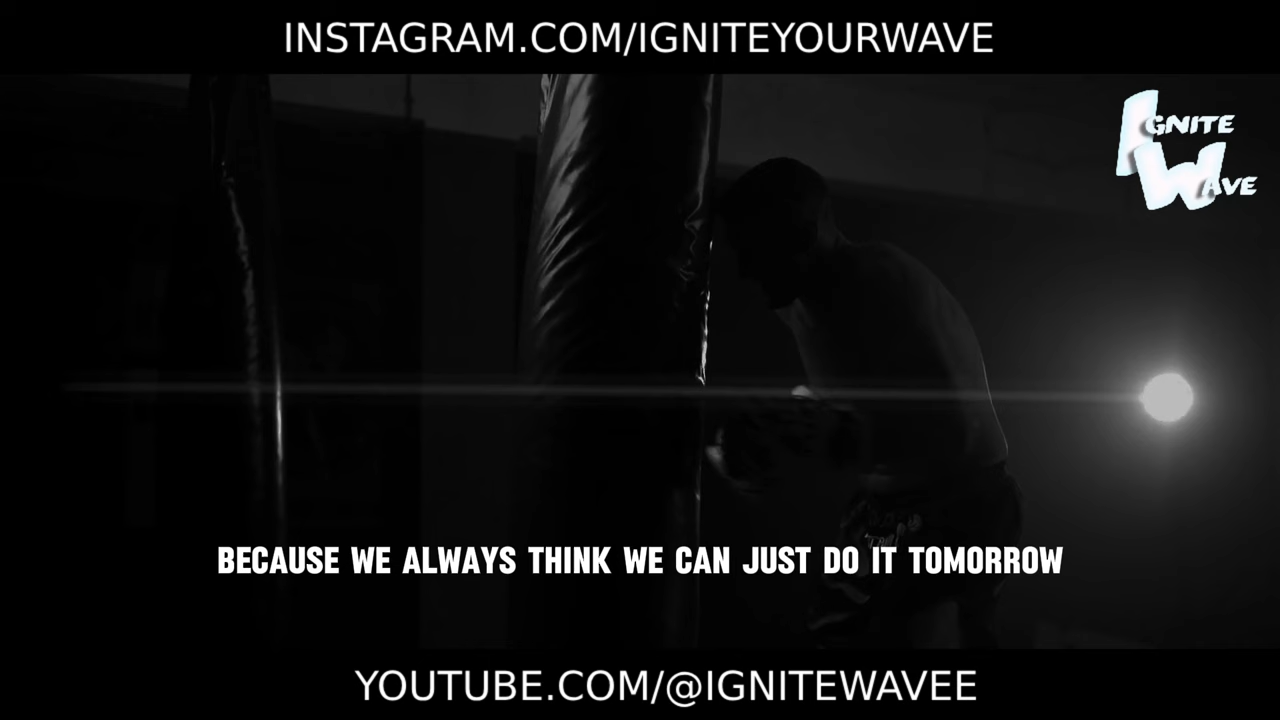 INSTAGRAM.COM/IGNITEYOURWAVE
IGNITE
WAVE
BECAUSE WE ALWAYS THINK WE CAN JUST DO IT TOMORROW
YOUTUBE.COM/@IGNITEWAVEE